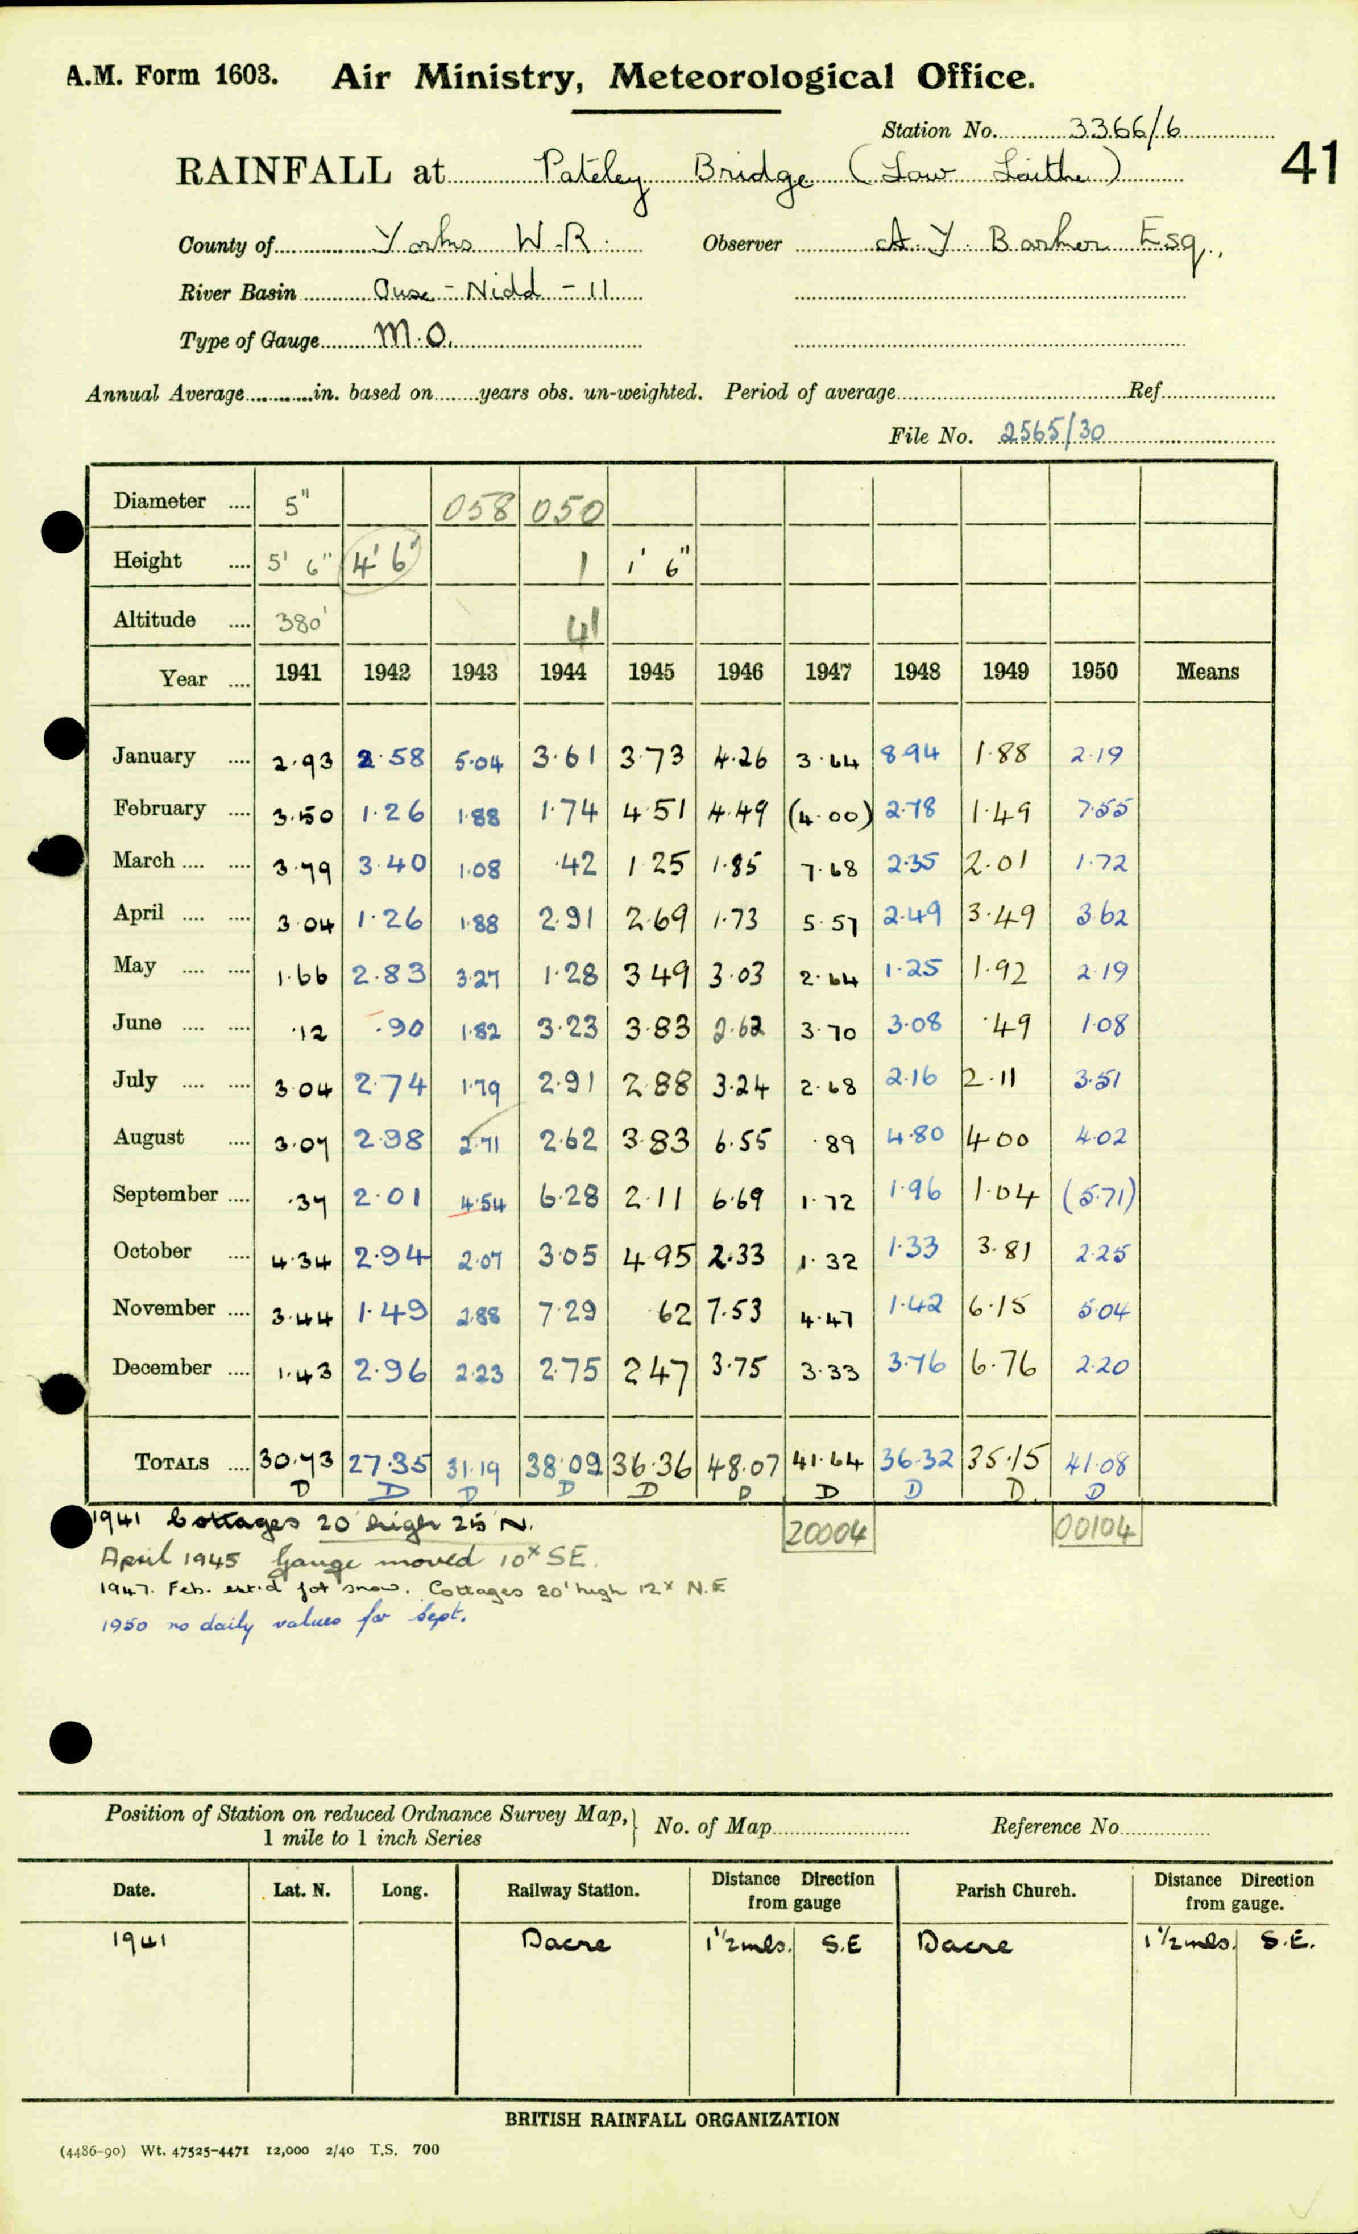 A.M. Form 1603. Air Ministry, Meteorological Office.
Station No. 3366/6
41
RAINFALL at Pateley Bridge (Low Laithe)
County of Yorks W.R. Observer A Y. Barker Esq.,
River Basin Ouse - Nidd - 11
Type of Gauge M.O.
Annual Average in. based on years obs. un-weighted. Period of average Ref.
File No. 2565/30
Diameter 5" 058 050
Height 5' 6" 4' 6" 1 1' 6"
Altitude 380' 41
Year 1941 1942 1943 1944 1945 1946 1947 1948 1949 1950 Means
January 2.93 2.58 5.04 3.61 3.73 4.26 3.64 8.94 1.88 2.19
February 3.50 1.26 1.88 1.74 4.51 4.49 (4.00) 2.78 1.49 7.55
March 3.79 3.40 1.08 .42 1.25 1.85 7.68 2.35 2.01 1.72
April 3.04 1.26 1.88 2.91 2.69 1.73 5.57 2.49 3.49 3.62
May 1.66 2.83 3.27 1.28 3.49 3.03 2.64 1.25 1.92 2.19
June .12 .90 1.82 3.23 3.83 2.62 3.70 3.08 .49 1.08
July 3.04 2.74 1.79 2.91 2.88 3.24 2.68 2.16 2.11 3.51
August 3.07 2.98 2.71 2.62 3.83 6.55 .89 4.80 4.00 4.02
September .37 2.01 4.54 6.28 2.11 6.69 1.72 1.96 1.04 (5.71)
October 4.34 2.94 2.07 3.05 4.95 2.33 1.32 1.33 3.81 2.25
November 3.44 1.49 2.88 7.29 .62 7.53 4.47 1.42 6.15 5.04
December 1.43 2.96 2.23 2.75 2.47 3.75 3.33 3.76 6.76 2.20
TOTALS 30.73 27.35 31.19 38.09 36.36 48.07 41.64 36.32 35.15 41.08
D D D D D D D D D. D
1941 Cottages 20' high 25 N.
20004 00104
April 1945 Gauge moved 10x SE.
1947. Feb. est.d for snow. Cottages 20' high 12x N.E
1950 no daily values for Sept.
Position of Station on reduced Ordnance Survey Map, 1 mile to 1 inch Series No. of Map Reference No
Date. Lat. N. Long. Railway Station. Distance Direction from gauge Parish Church. Distance Direction from gauge.
1941 Dacre 1 1/2 mls. S.E Dacre 1 1/2 mls. S.E.
BRITISH RAINFALL ORGANIZATION
(4486-90) Wt. 47525-4471 12,000 2/40 T.S. 700